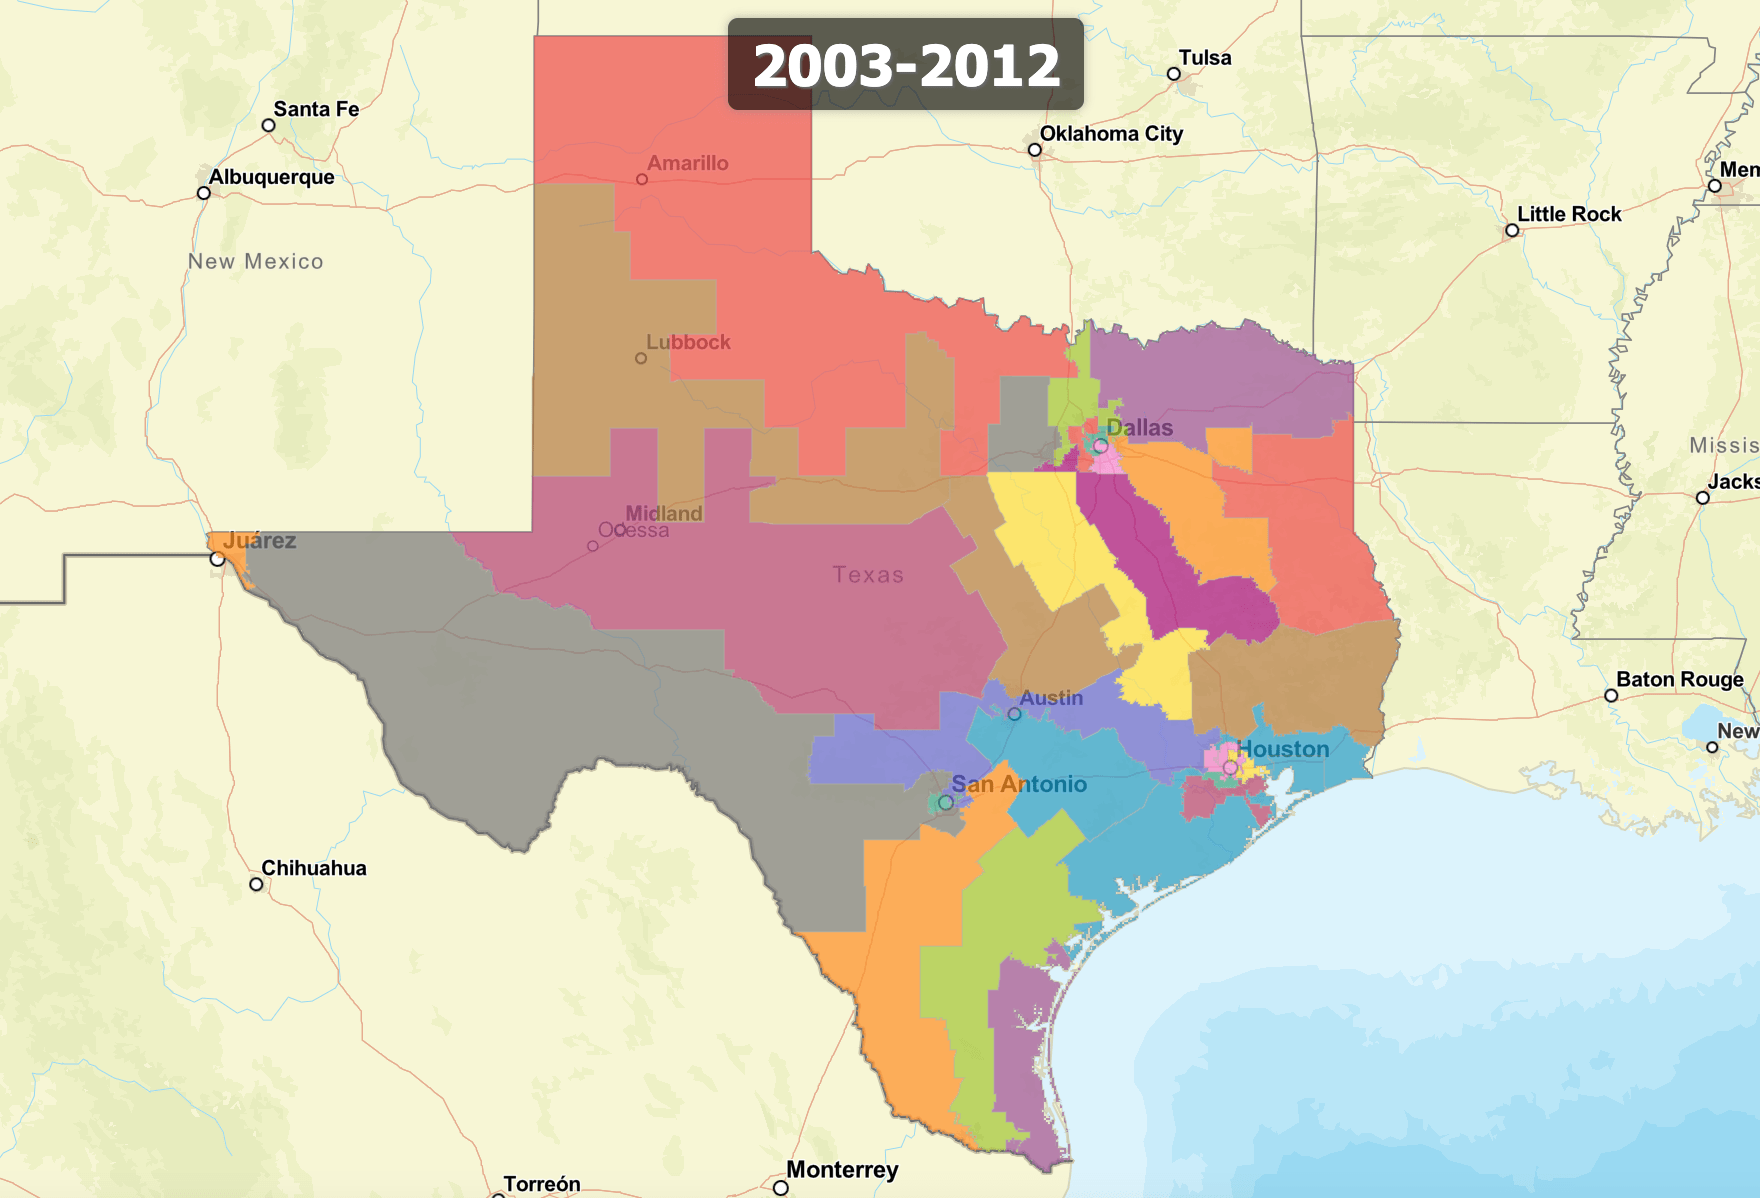 2003-2012
Tulsa
Santa Fe
Oklahoma City
Amarillo
Albuquerque
Mem
Little Rock
New Mexico
Lubbock
Dallas
Missis
Jacks
Midland
Odessa
Juárez
Texas
Baton Rouge
Austin
New
Houston
San Antonio
Chihuahua
Monterrey
Torreón